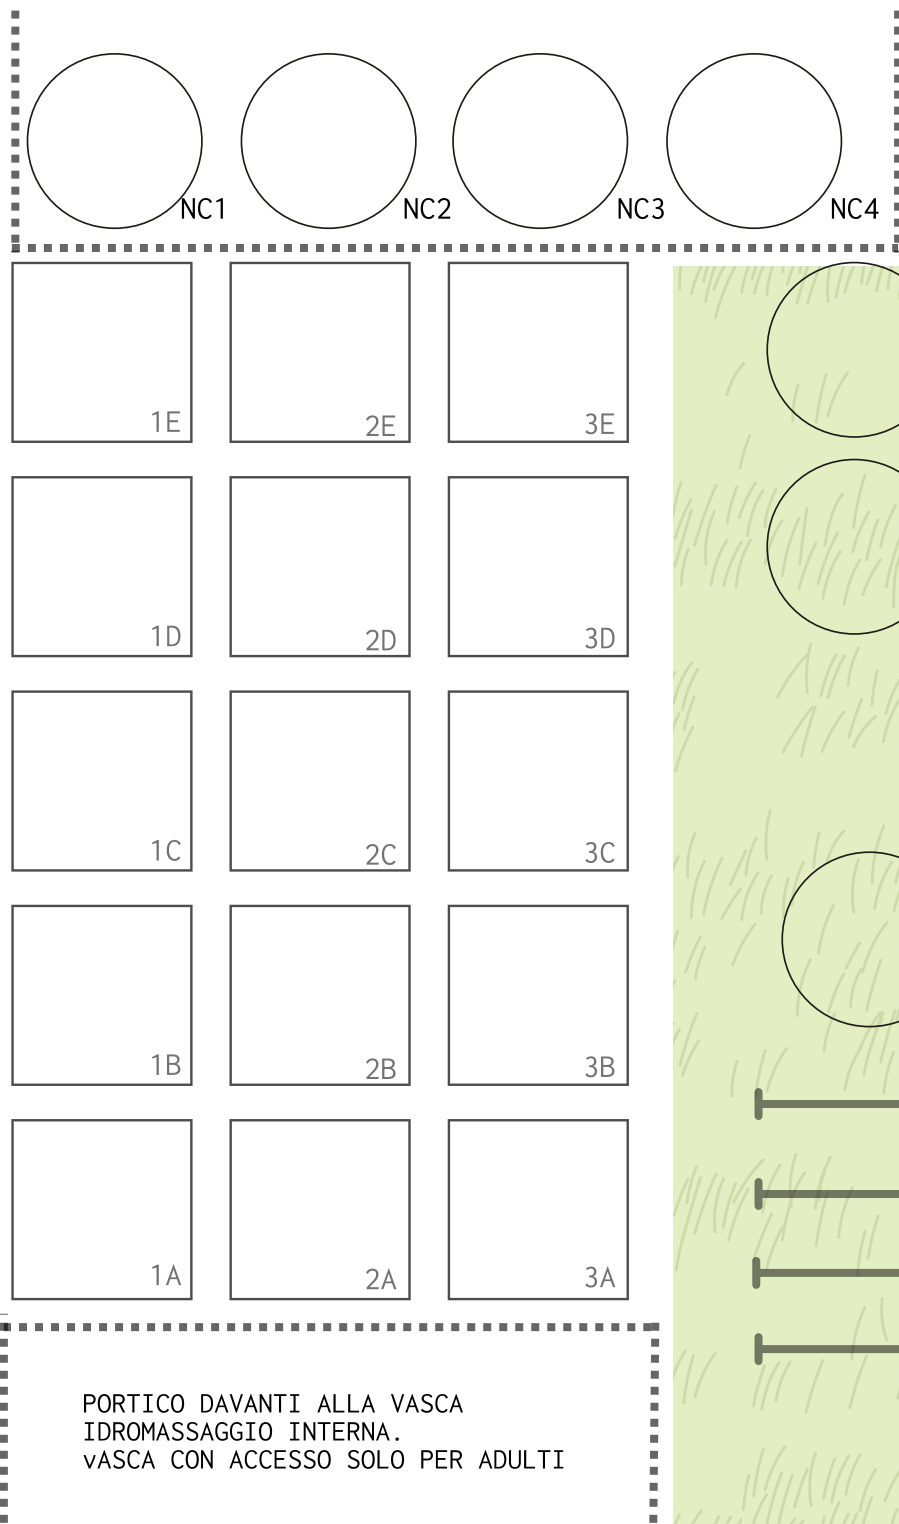 NC1 NC2 NC3 NC4
1E 2E 3E
1D 2D 3D
1C 2C 3C
1B 2B 3B
1A 2A 3A
PORTICO DAVANTI ALLA VASCA
IDROMASSAGGIO INTERNA.
vASCA CON ACCESSO SOLO PER ADULTI